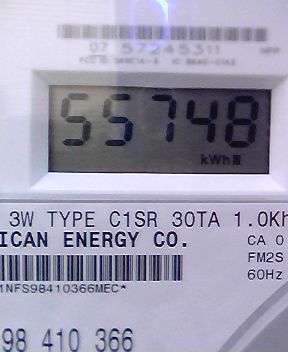 07 57245311
55748
kWh
3W TYPE C1SR 30TA 1.0Kh
ICAN ENERGY CO.
CA 0
FM2S
60Hz
1NFS98410366MEC*
98 410 366